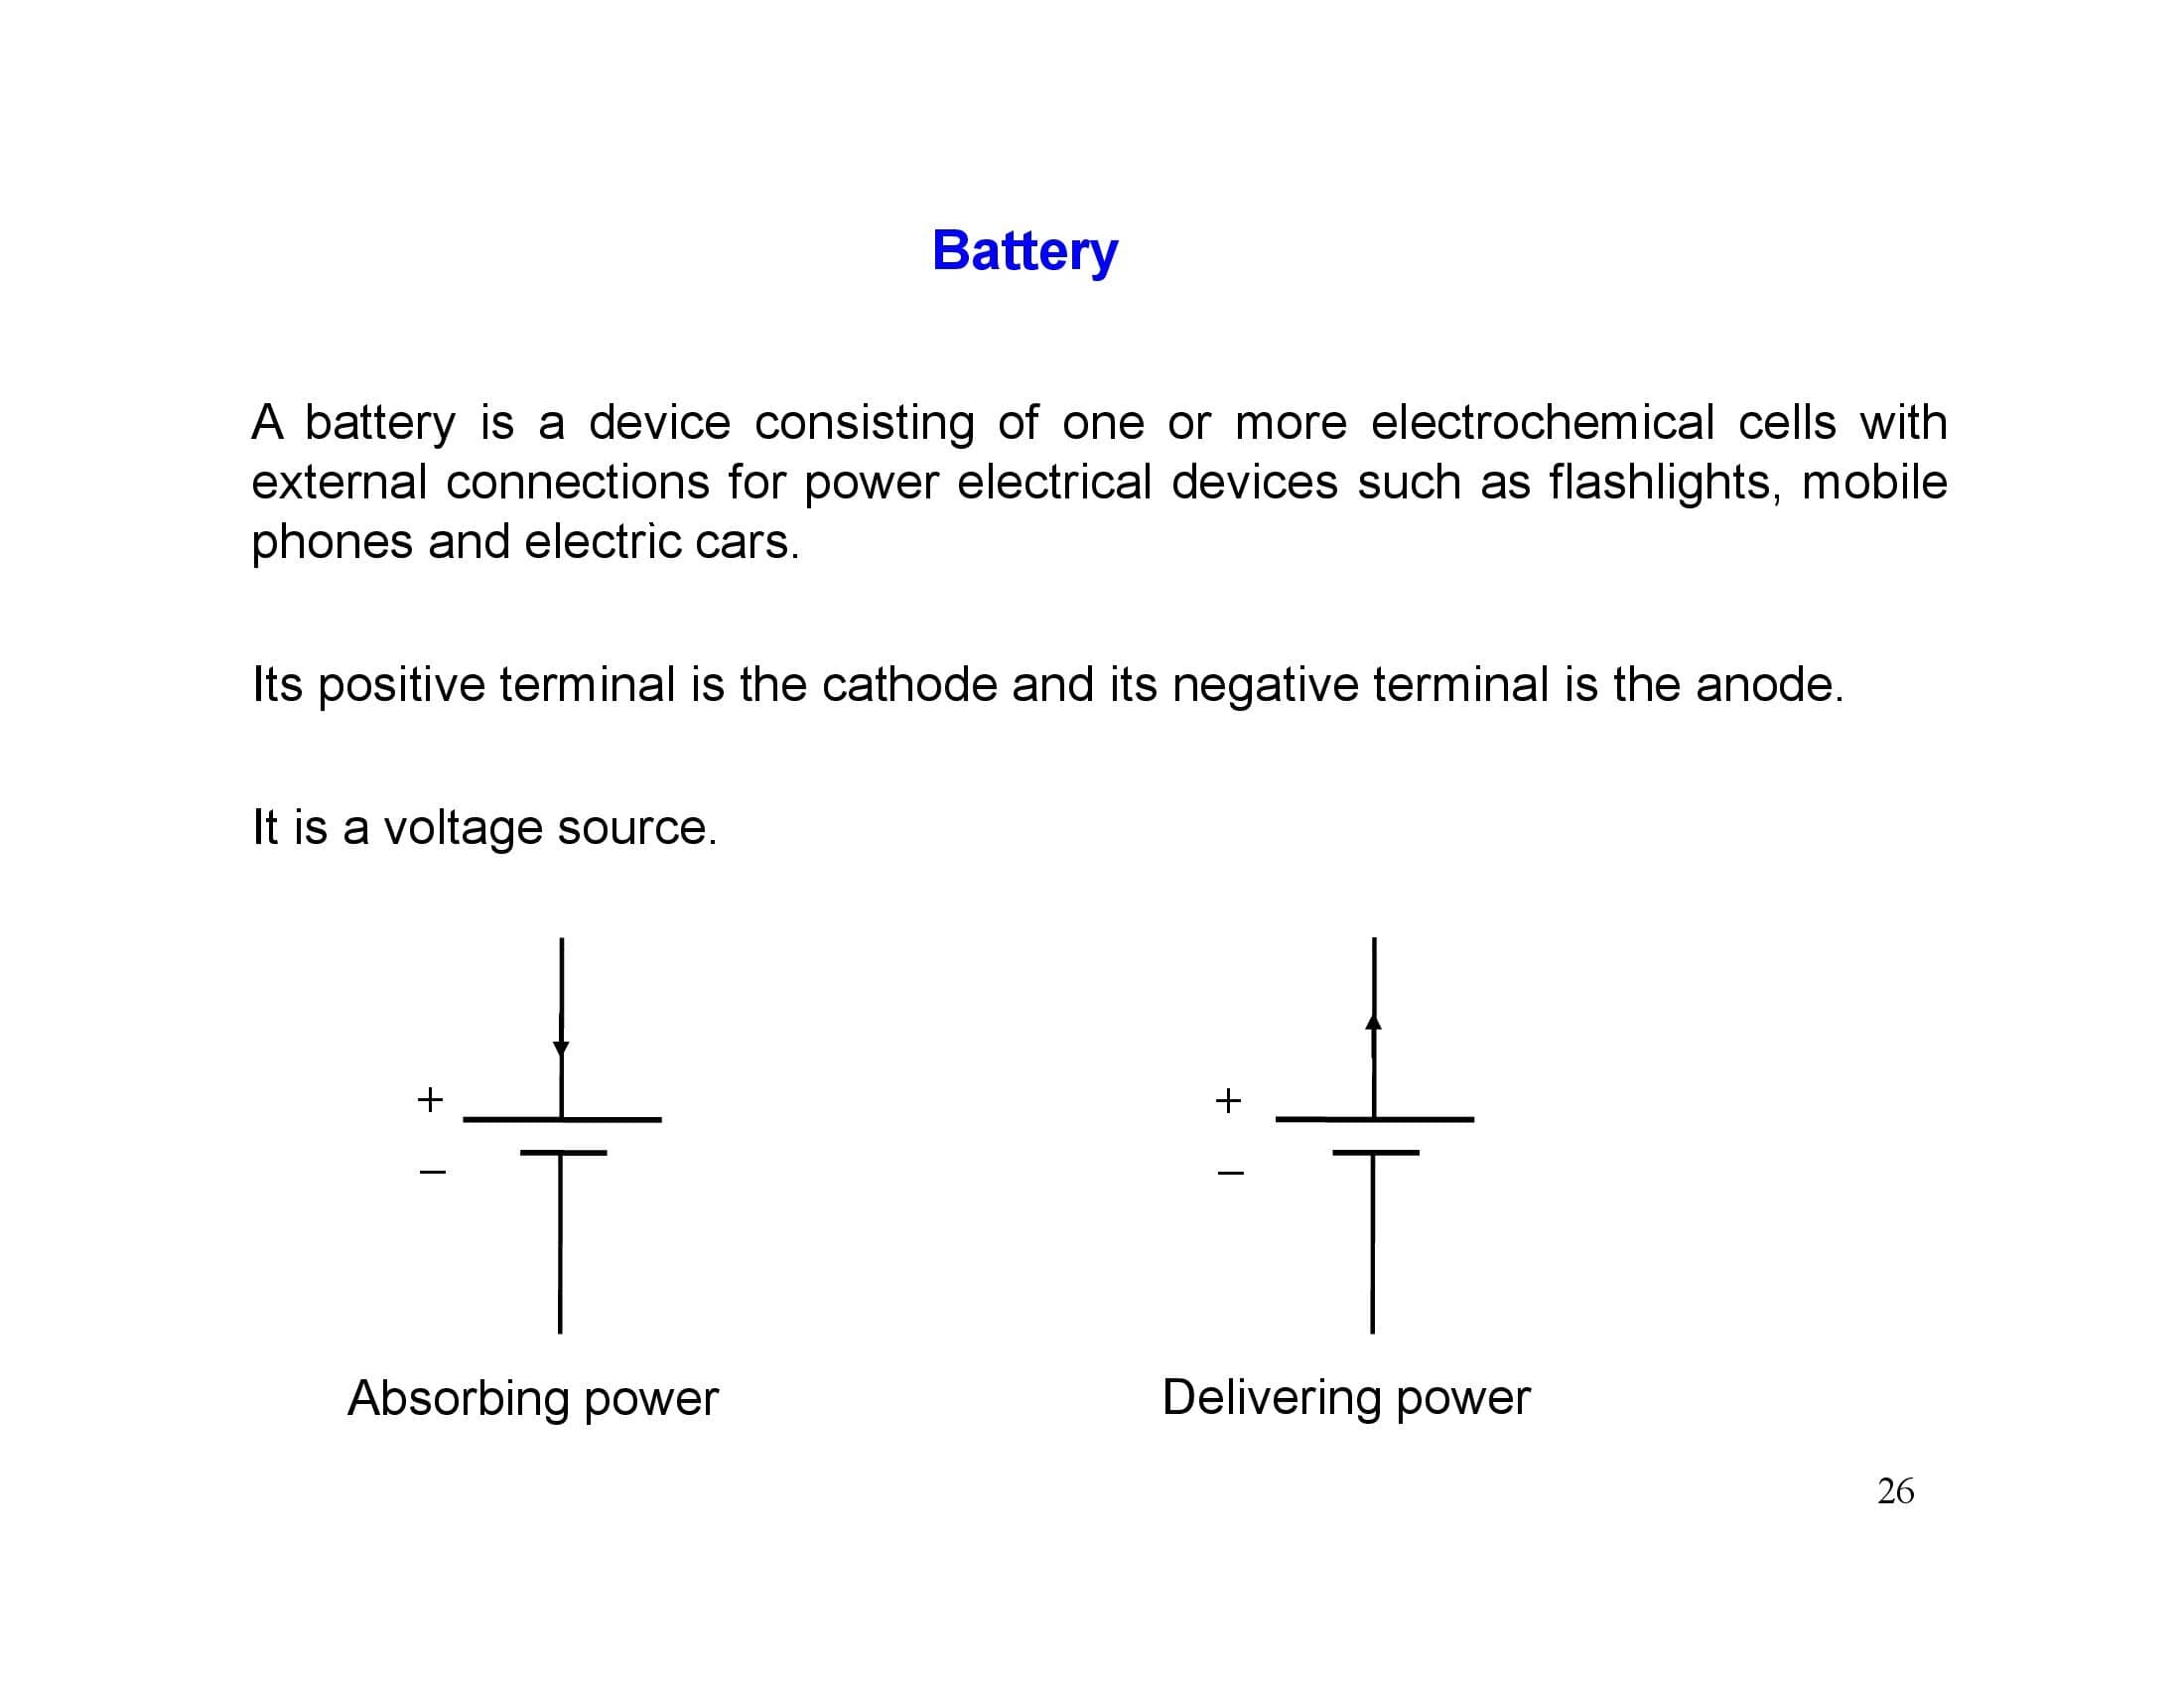 Battery
A battery is a device consisting of one or more electrochemical cells with
external connections for power electrical devices such as flashlights, mobile
phones and electric cars.
Its positive terminal is the cathode and its negative terminal is the anode.
It is a voltage source.
+ +
– –
Absorbing power Delivering power
26